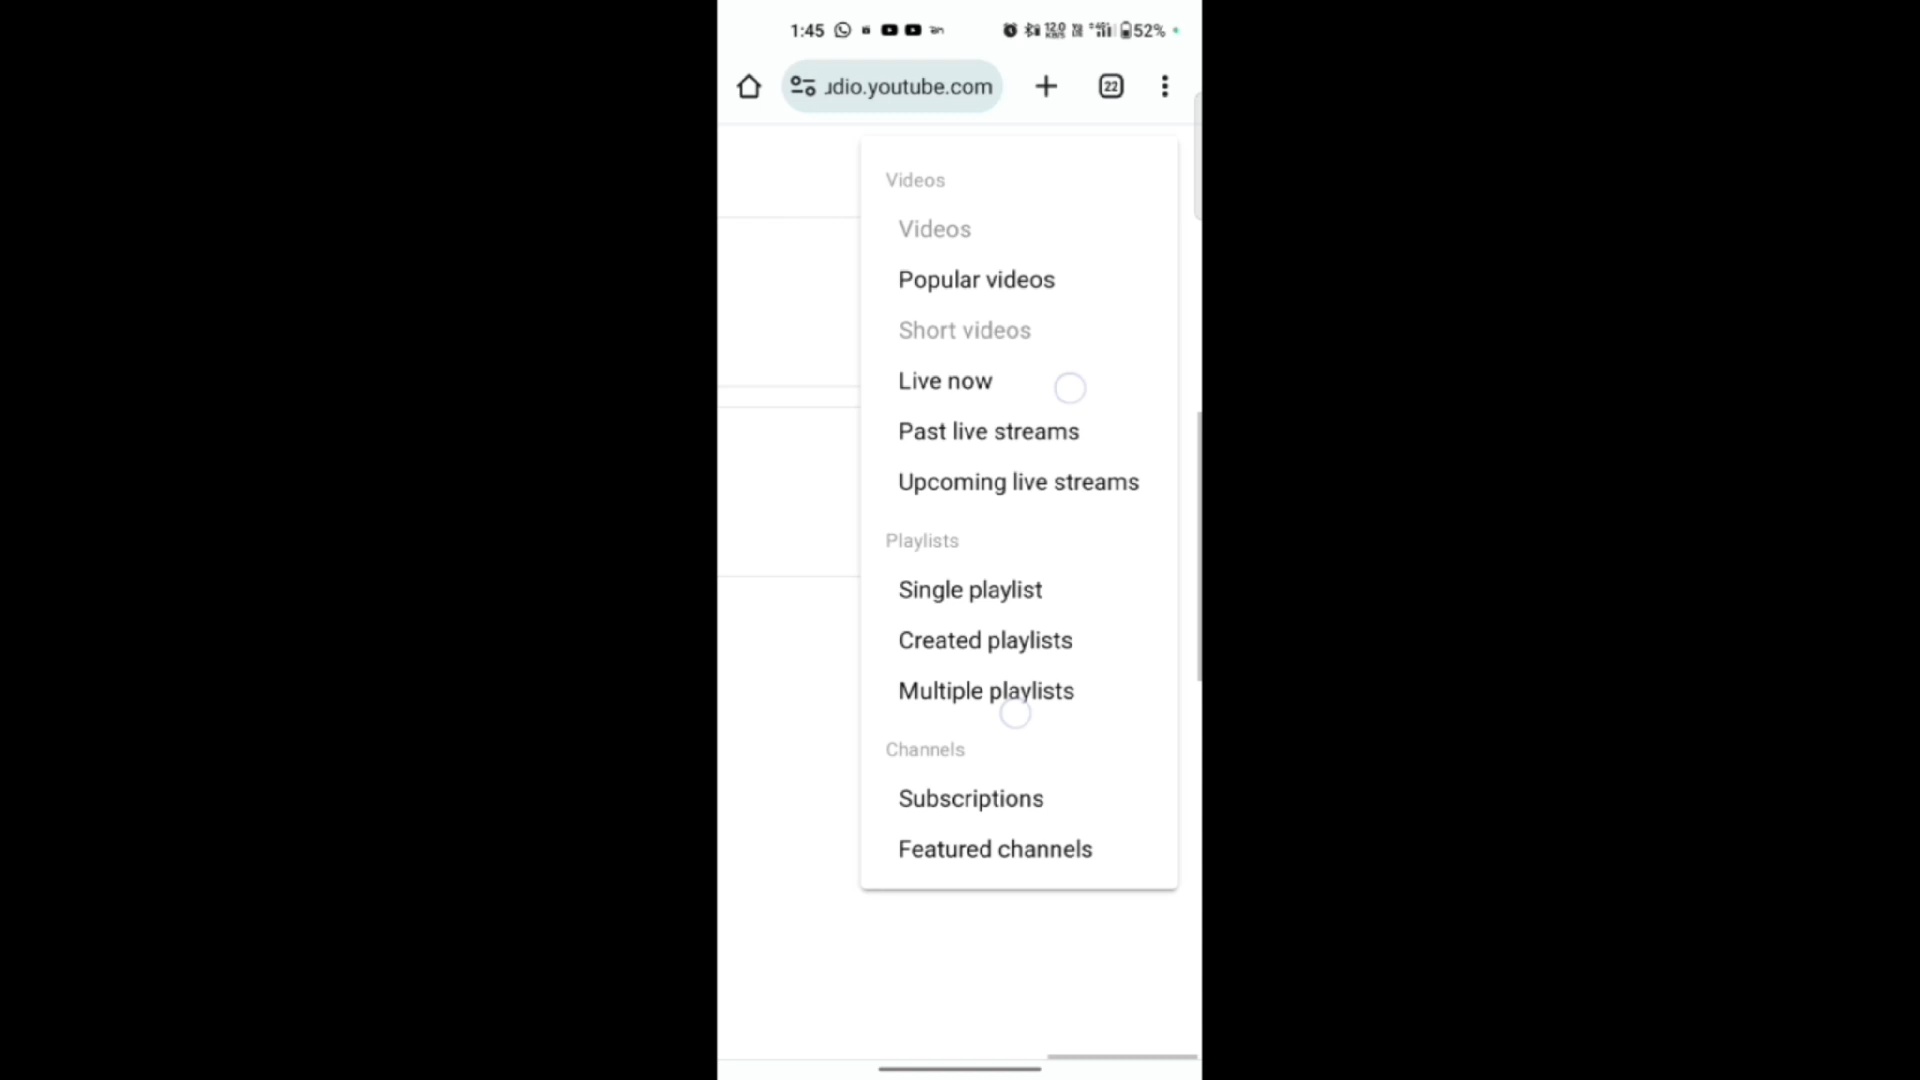 1:45 52%
udio.youtube.com 22
Videos
Videos
Popular videos
Short videos
Live now
Past live streams
Upcoming live streams
Playlists
Single playlist
Created playlists
Multiple playlists
Channels
Subscriptions
Featured channels